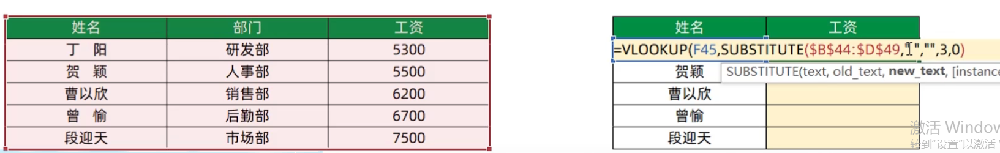 姓名 部门 工资 姓名 工资
丁 阳 研发部 5300 =VLOOKUP(F45,SUBSTITUTE($B$44:$D$49," ","",3,0)
贺 颖 人事部 5500 贺颖 SUBSTITUTE(text, old_text, new_text, [instance
曹以欣 销售部 6200 曹以欣
曾 愉 后勤部 6700 曾愉
段迎天 市场部 7500 段迎天
激活 Window
转到"设置"以激活